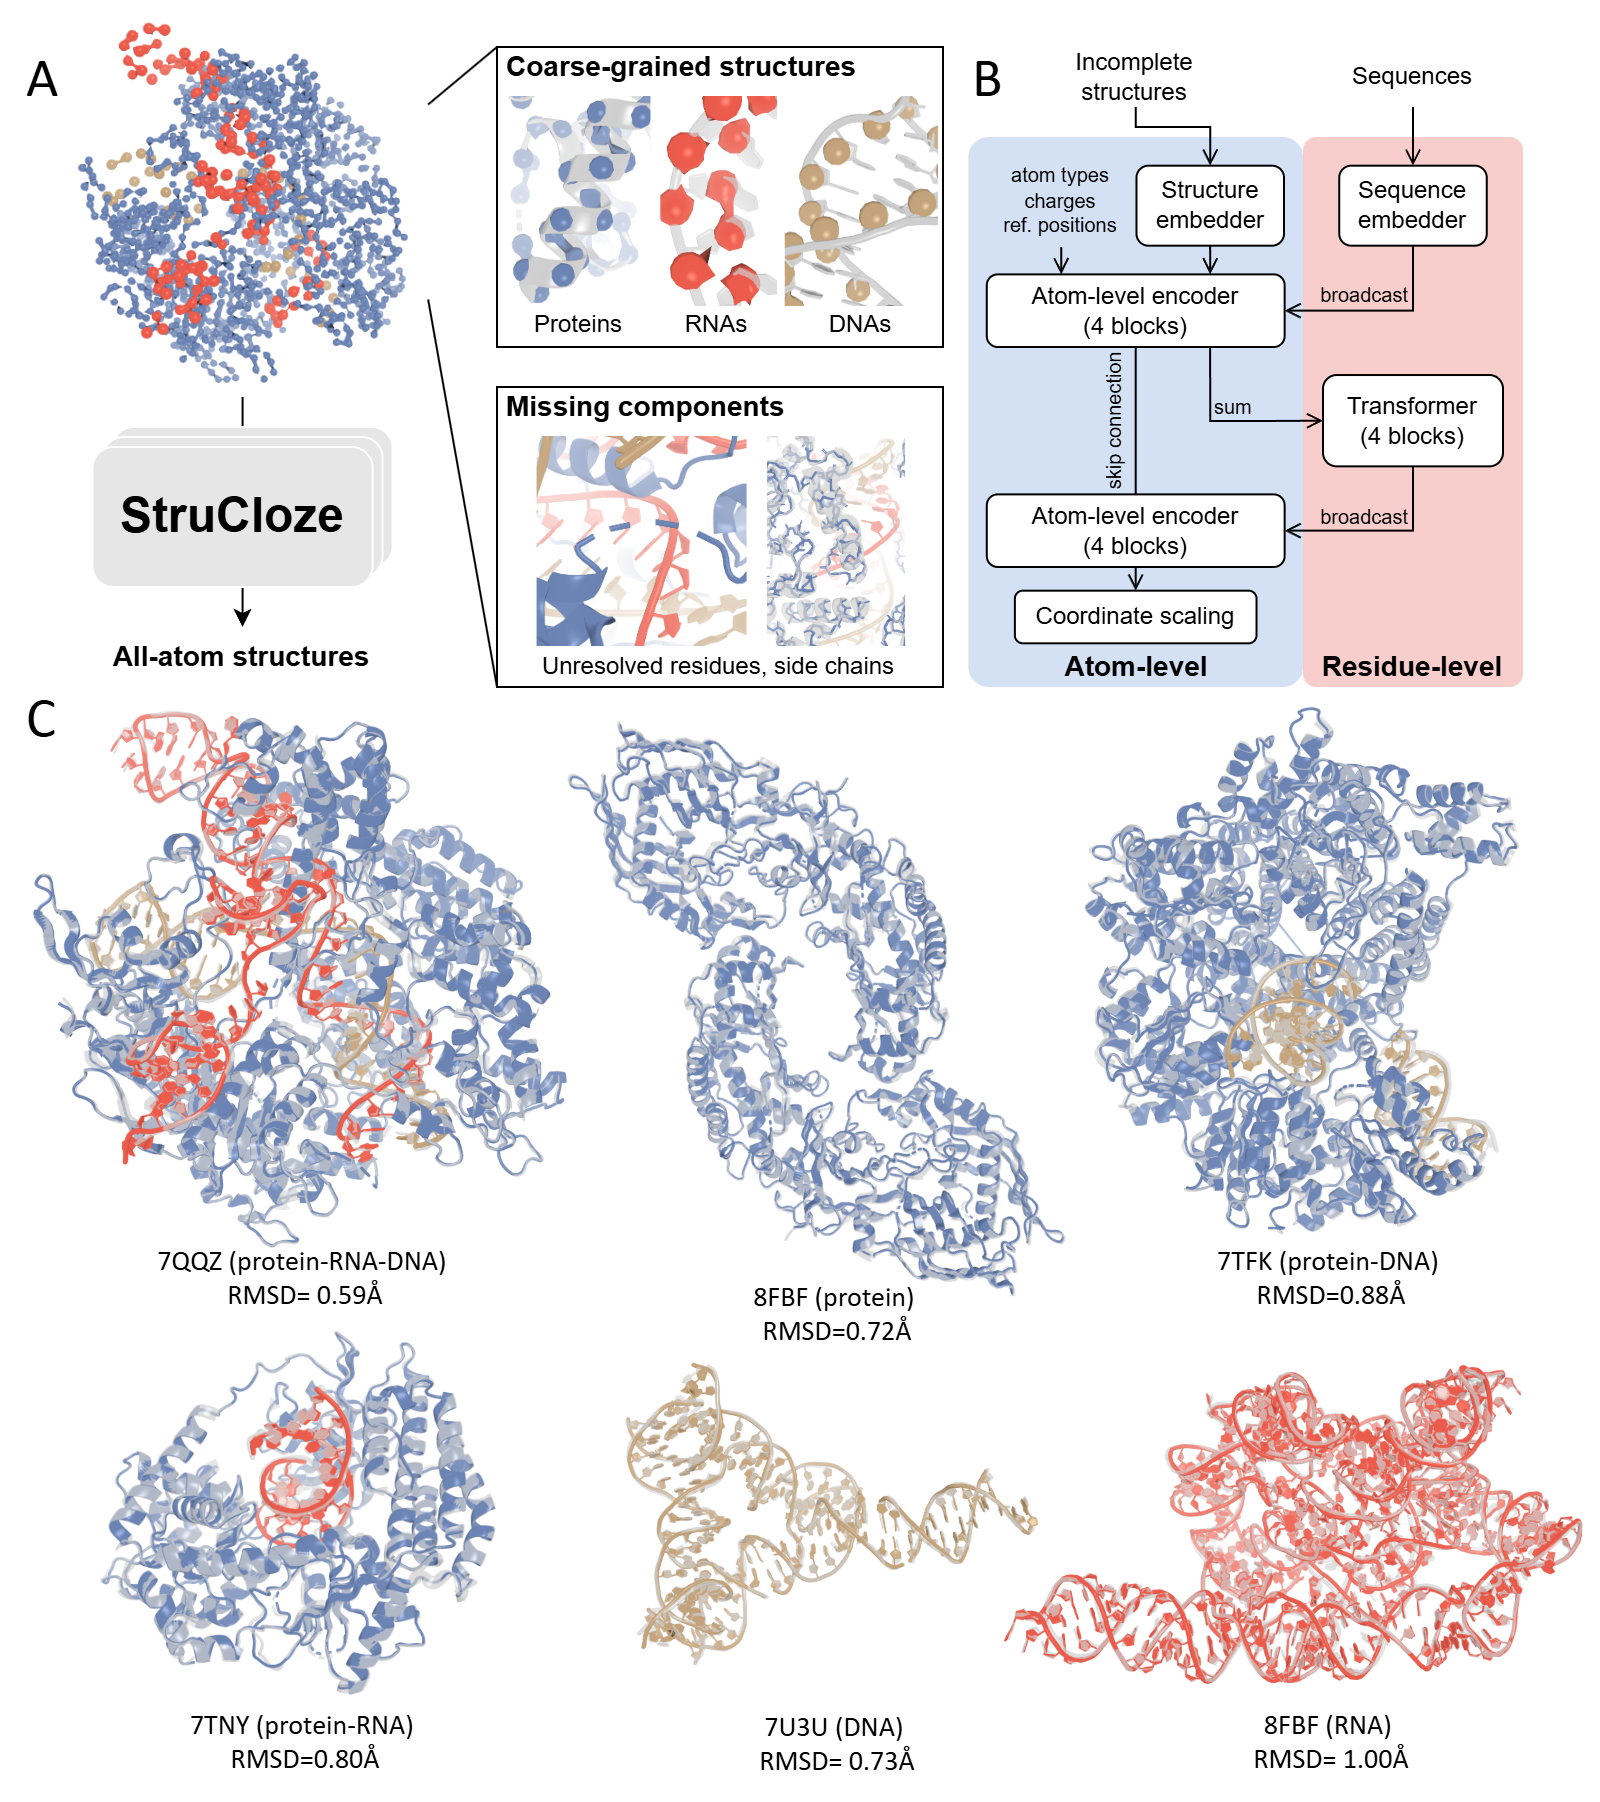 A
Coarse-grained structures
Proteins
RNAs
DNAs
Missing components
Unresolved residues, side chains
StruCloze
All-atom structures
B
Incomplete
structures
Sequences
atom types
charges
ref. positions
Structure
embedder
Sequence
embedder
Atom-level encoder
(4 blocks)
broadcast
skip connection
sum
Transformer
(4 blocks)
Atom-level encoder
(4 blocks)
broadcast
Coordinate scaling
Atom-level
Residue-level
C
7QQZ (protein-RNA-DNA)
RMSD= 0.59Å
8FBF (protein)
RMSD=0.72Å
7TFK (protein-DNA)
RMSD=0.88Å
7TNY (protein-RNA)
RMSD=0.80Å
7U3U (DNA)
RMSD= 0.73Å
8FBF (RNA)
RMSD= 1.00Å